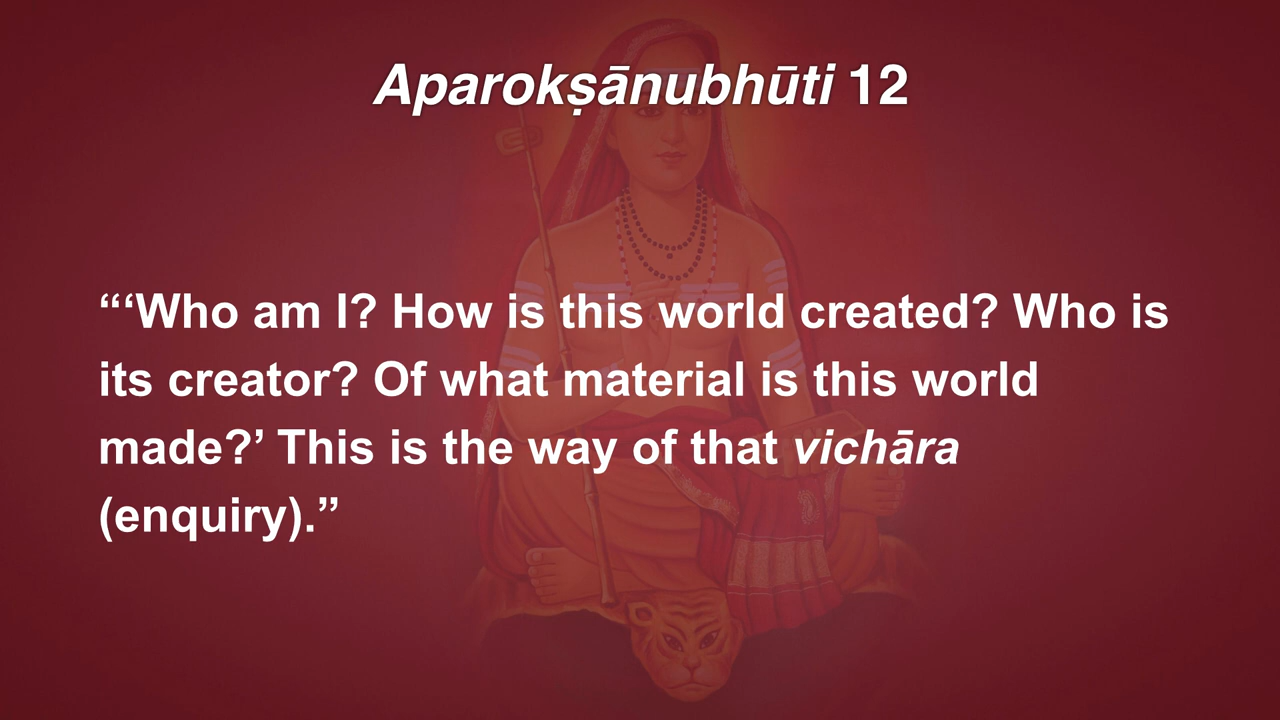 Aparokṣānubhūti 12
“‘Who am I? How is this world created? Who is
its creator? Of what material is this world
made?’ This is the way of that vichāra
(enquiry).”